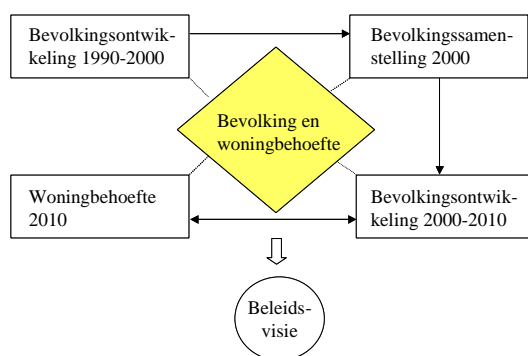 Bevolkingsontwik-
keling 1990-2000
Bevolkingssamen-
stelling 2000
Bevolking en
woningbehoefte
Woningbehoefte
2010
Bevolkingsontwik-
keling 2000-2010
Beleids-
visie